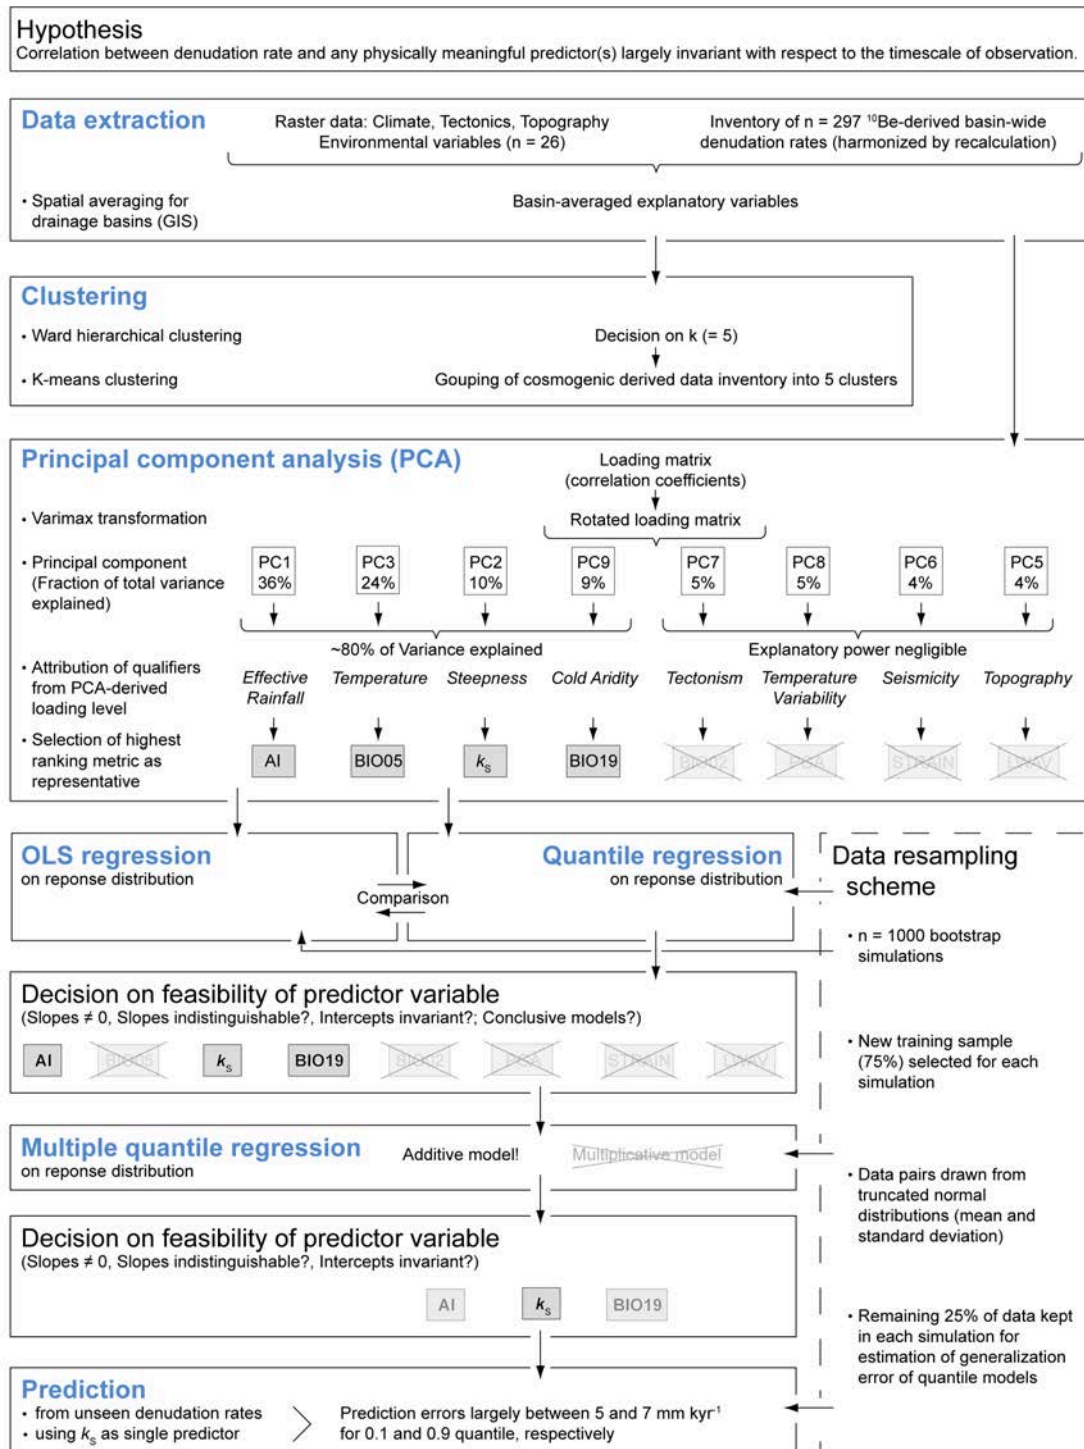 Hypothesis
Correlation between denudation rate and any physically meaningful predictor(s) largely invariant with respect to the timescale of observation.
Data extraction
Raster data: Climate, Tectonics, Topography
Environmental variables (n = 26)
Inventory of n = 297 ¹⁰Be-derived basin-wide
denudation rates (harmonized by recalculation)
• Spatial averaging for
drainage basins (GIS)
Basin-averaged explanatory variables
Clustering
• Ward hierarchical clustering
Decision on k (= 5)
• K-means clustering
Gouping of cosmogenic derived data inventory into 5 clusters
Principal component analysis (PCA)
Loading matrix
(correlation coefficients)
• Varimax transformation
Rotated loading matrix
• Principal component
(Fraction of total variance
explained)
PC1
36%
PC3
24%
PC2
10%
PC9
9%
PC7
5%
PC8
5%
PC6
4%
PC5
4%
~80% of Variance explained
Explanatory power negligible
• Attribution of qualifiers
from PCA-derived
loading level
Effective
Rainfall
Temperature
Steepness
Cold Aridity
Tectonism
Temperature
Variability
Seismicity
Topography
• Selection of highest
ranking metric as
representative
AI
BIO05
kₛ
BIO19
BIO02
PGA
STRAIN
OLS regression
on reponse distribution
Comparison
Quantile regression
on reponse distribution
Data resampling
scheme
• n = 1000 bootstrap
simulations
Decision on feasibility of predictor variable
(Slopes ≠ 0, Slopes indistinguishable?, Intercepts invariant?; Conclusive models?)
AI
BIO05
kₛ
BIO19
BIO02
PGA
STRAIN
• New training sample
(75%) selected for each
simulation
Multiple quantile regression
on reponse distribution
Additive model!
Multiplicative model
• Data pairs drawn from
truncated normal
distributions (mean and
standard deviation)
Decision on feasibility of predictor variable
(Slopes ≠ 0, Slopes indistinguishable?, Intercepts invariant?)
AI
kₛ
BIO19
• Remaining 25% of data kept
in each simulation for
estimation of generalization
error of quantile models
Prediction
• from unseen denudation rates
• using kₛ as single predictor
Prediction errors largely between 5 and 7 mm kyr⁻¹
for 0.1 and 0.9 quantile, respectively